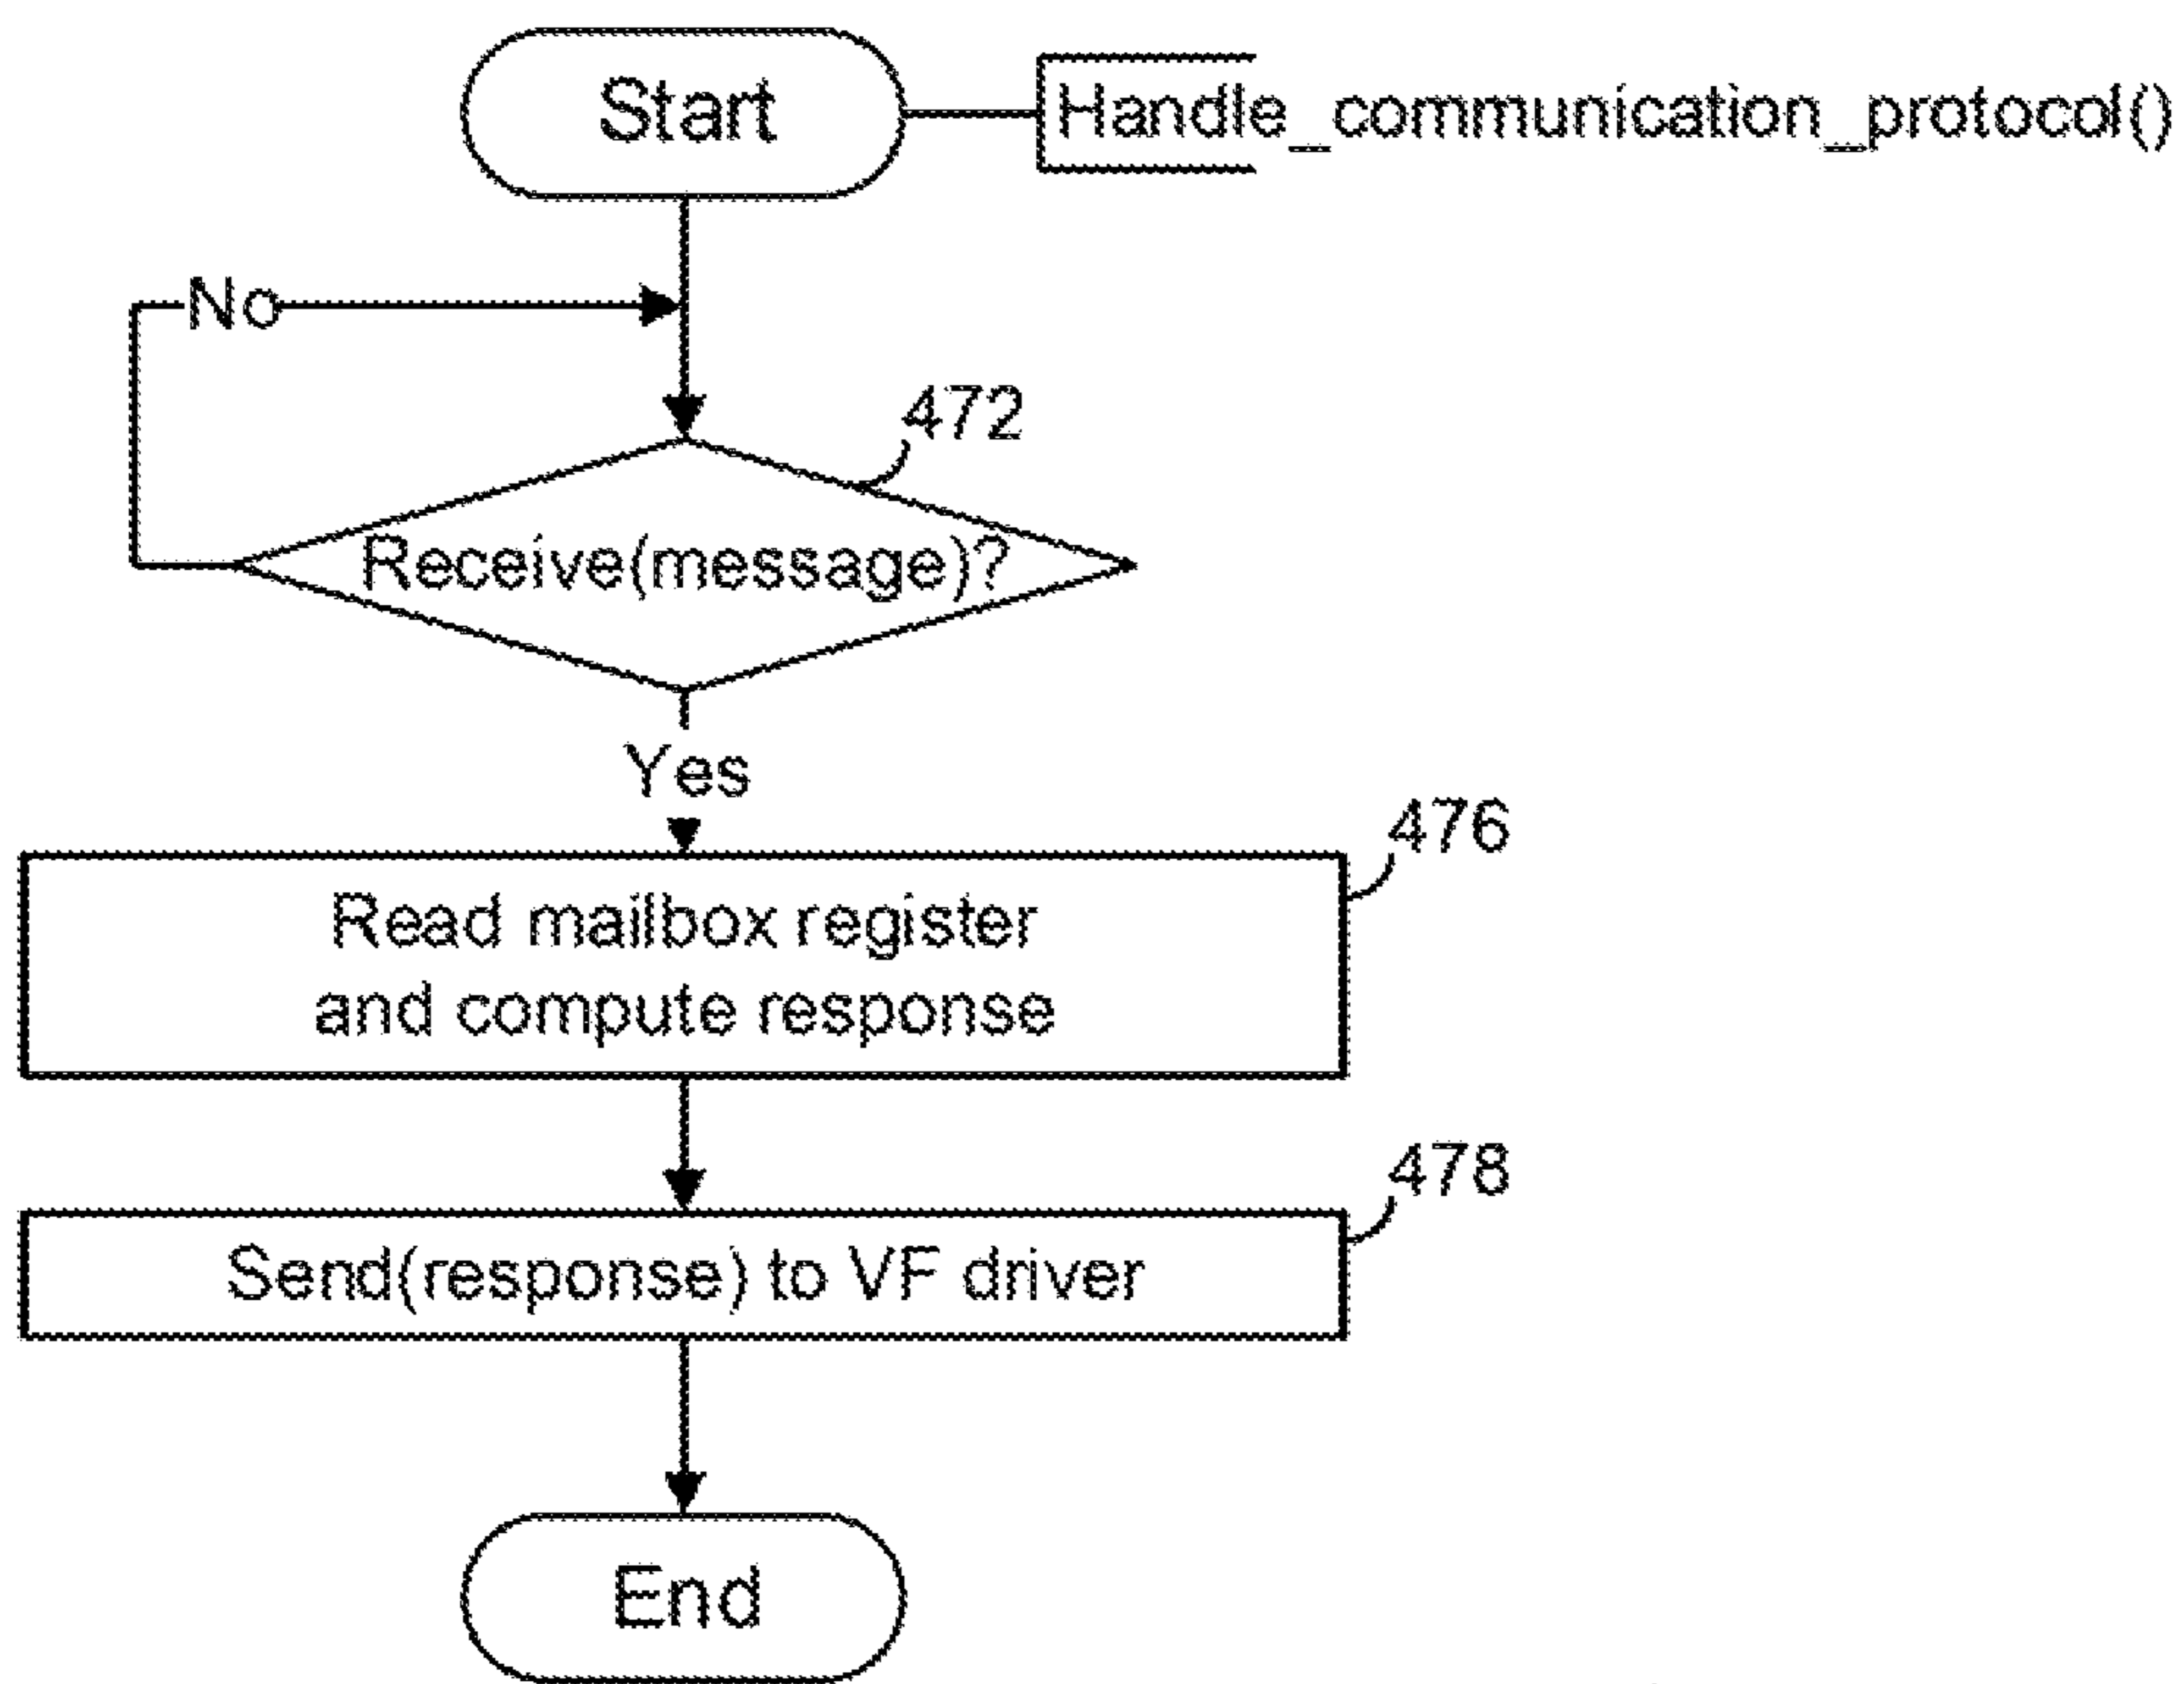 Start
Handle_communication_protocol()
No
472
Receive(message)?
Yes
476
Read mailbox register
and compute response
478
Send(response) to VF driver
End